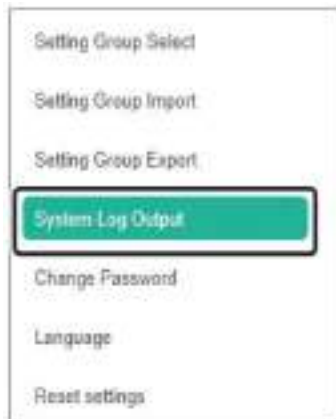 Setting Group Select
Setting Group Import
Setting Group Export
System Log Output
Change Password
Language
Reset settings